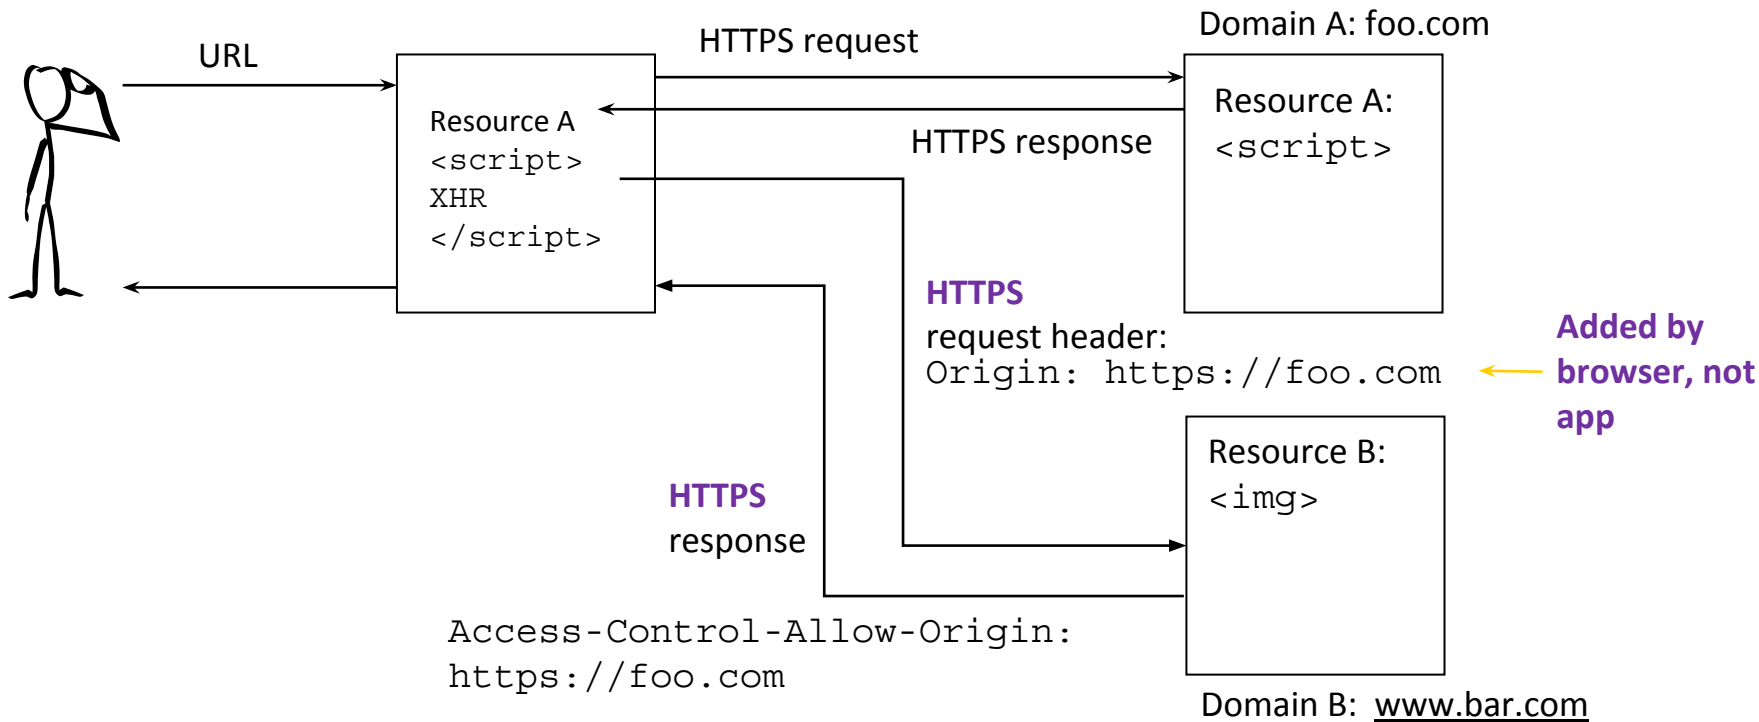 URL
Resource A
<script>
XHR
</script>
HTTPS request
HTTPS response
Domain A: foo.com
Resource A:
<script>
HTTPS
request header:
Origin: https://foo.com
Added by
browser, not
app
Resource B:
<img>
HTTPS
response
Access-Control-Allow-Origin:
https://foo.com
Domain B: www.bar.com